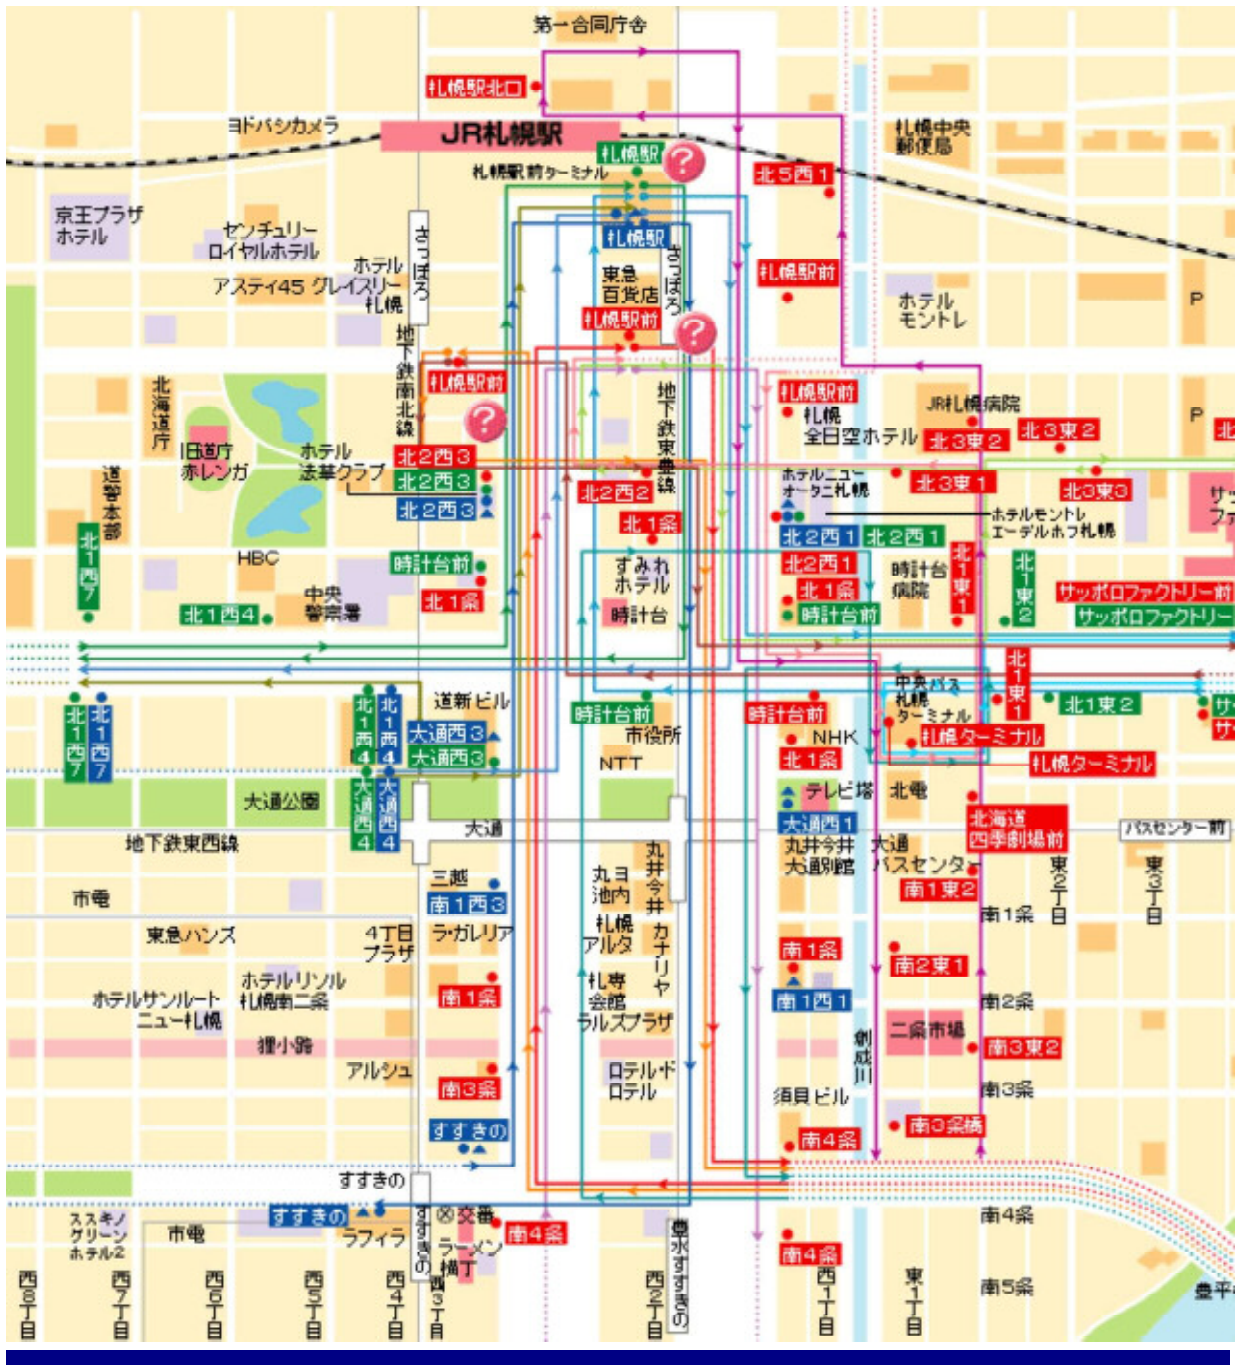 第一合同庁舎
札幌駅北口
ヨドバシカメラ
JR札幌駅
札幌中央
郵便局
札幌駅
?
札幌駅前ターミナル
北5西1
京王プラザ
ホテル
センチュリー
ロイヤルホテル
さっぽろ
札幌駅
さっぽろ
ホテル
グレイスリー
札幌
アスティ45
東急
百貨店
札幌駅前
ホテル
モントレ
P
札幌駅前
?
地下鉄南北線
札幌駅前
北海道庁
旧道庁
赤レンガ
ホテル
法華クラブ
?
地下鉄東豊線
札幌駅前
札幌
全日空ホテル
JR札幌病院
北3東2
北3東2
P
北2西3
北2西3
北2西3
北2西2
北1条
ホテルニュー
オータニ札幌
北3東1
北3東3
道警本部
ホテルモントレ
エーデルホフ札幌
北2西1
北2西1
北2西1
北1西7
HBC
時計台前
北1条
すみれ
ホテル
時計台
北1条
時計台前
時計台
病院
北1東1
北1東2
サッポロファクトリー前
サッポロファクトリー
北1西4
中央
警察署
北1西7
北1西7
北1西4
北1西4
道新ビル
大通西3
大通西3
時計台前
市役所
NTT
時計台前
NHK
北1条
中央バス
札幌
ターミナル
札幌ターミナル
札幌ターミナル
北1東1
北1東2
大通公園
大通西4
大通西4
大通
テレビ塔
大通西1
北電
北海道
四季劇場前
バスセンター前
地下鉄東西線
丸井今井
大通別館
大通
バスセンター
市電
三越
南1西3
丸ヨ
池内
丸井今井
南1東2
東2丁目
東3丁目
南1条
東急ハンズ
4丁目
プラザ
ラ・ガレリア
札幌
アルタ
カナリヤ
南1条
南2東1
ホテルリソル
札幌南二条
南1条
札専
会館
南1西1
南2条
ホテルサンルート
ニュー札幌
ラルズプラザ
狸小路
創成川
二条市場
南3東2
アルシュ
南3条
ロテル・ド
ロテル
須貝ビル
南3条
すすきの
南4条
南3条橋
すすきの
すすきの
ススキノ
グリーン
ホテル2
市電
ラフィラ
すすきの
交番
ラーメン
横丁
南4条
豊水すすきの
南4条
南4条
南5条
西8丁目
西7丁目
西6丁目
西5丁目
西4丁目
西3丁目
西2丁目
西1丁目
東1丁目
豊平